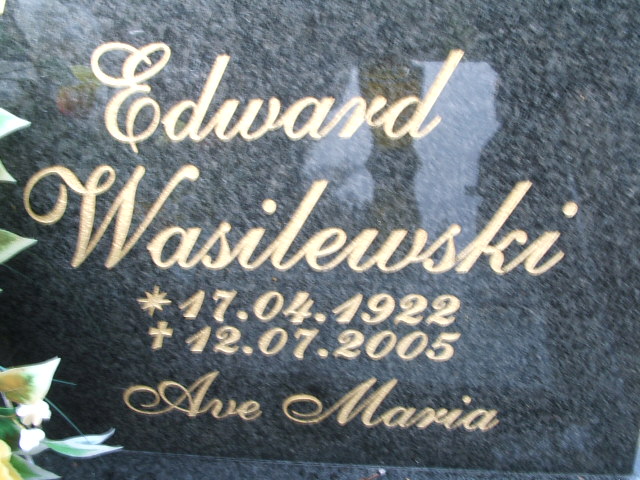 Edward
Wasilewski
* 17.04.1922
† 12.07.2005
Ave Maria